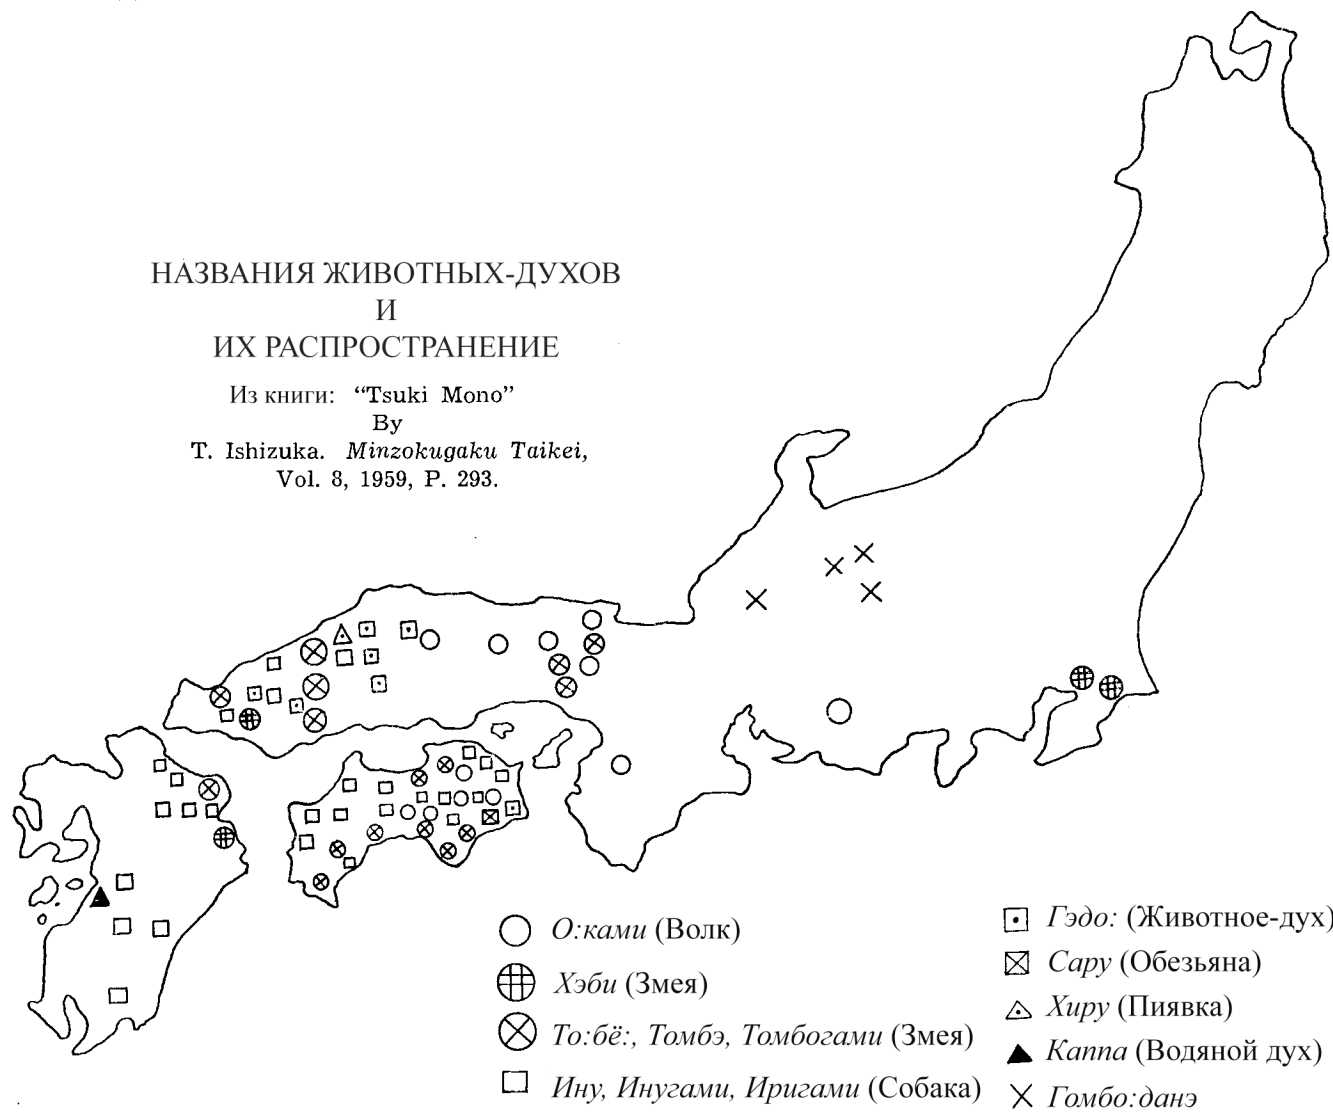 НАЗВАНИЯ ЖИВОТНЫХ-ДУХОВ
И
ИХ РАСПРОСТРАНЕНИЕ
Из книги: “Tsuki Mono”
By
T. Ishizuka. Minzokugaku Taikei,
Vol. 8, 1959, P. 293.
О:ками (Волк)
Хэби (Змея)
То:бё:, Томбэ, Томбогами (Змея)
Ину, Инугами, Иригами (Собака)
Гэдо: (Животное-дух)
Сару (Обезьяна)
Хиру (Пиявка)
Каппа (Водяной дух)
Гомбо:данэ